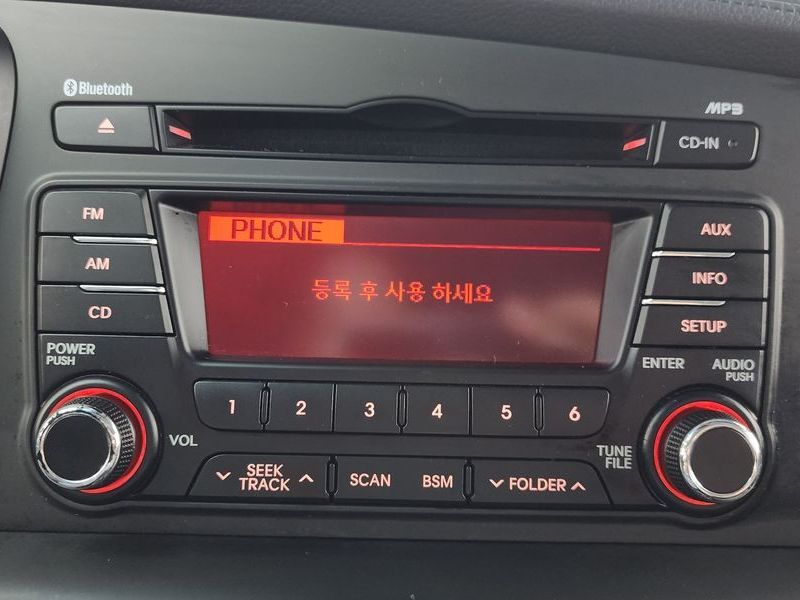 Bluetooth
MP3
CD-IN
FM
AM
CD
PHONE
등록 후 사용 하세요
AUX
INFO
SETUP
POWER
PUSH
ENTER
AUDIO
PUSH
1 2 3 4 5 6
VOL
SEEK
TRACK
SCAN
BSM
FOLDER
TUNE
FILE